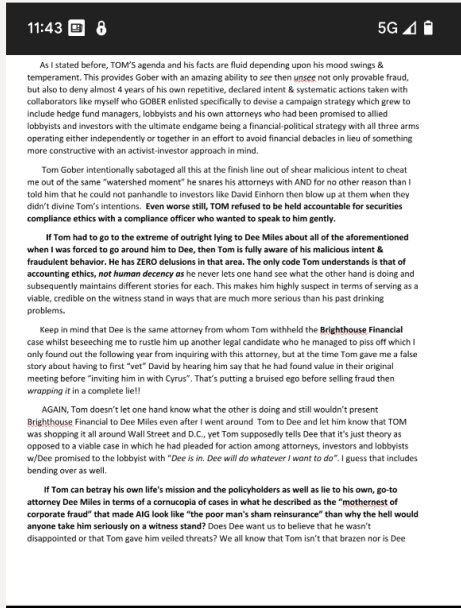 11:43
5G
As I stated before, TOM'S agenda and his facts are fluid depending upon his mood swings &
temperament. This provides Gober with an amazing ability to see then unsee not only provable fraud,
but also to deny almost 4 years of his own repetitive, declared intent & systematic actions taken with
collaborators like myself who GOBER enlisted specifically to devise a campaign strategy which grew to
include hedge fund managers, lobbyists and his own attorneys who had been promised to allied
lobbyists and investors with the ultimate endgame being a financial-political strategy with all three arms
operating either independently or together in an effort to avoid financial debacles in lieu of something
more constructive with an activist-investor approach in mind.
Tom Gober intentionally sabotaged all this at the finish line out of shear malicious intent to cheat
me out of the same "watershed moment" he snares his attorneys with AND for no other reason than I
told him that he could not panhandle to investors like David Einhorn then blow up at them when they
didn't divine Tom's intentions. Even worse still, TOM refused to be held accountable for securities
compliance ethics with a compliance officer who wanted to speak to him gently.
If Tom had to go to the extreme of outright lying to Dee Miles about all of the aforementioned
when I was forced to go around him to Dee, then Tom is fully aware of his malicious intent &
fraudulent behavior. He has ZERO delusions in that area. The only code Tom understands is that of
accounting ethics, not human decency as he never lets one hand see what the other hand is doing and
subsequently maintains different stories for each. This makes him highly suspect in terms of serving as a
viable, credible on the witness stand in ways that are much more serious than his past drinking
problems.
Keep in mind that Dee is the same attorney from whom Tom withheld the Brighthouse Financial
case whilst beseeching me to rustle him up another legal candidate who he managed to piss off which I
only found out the following year from inquiring with this attorney, but at the time Tom gave me a false
story about having to first "vet" David by hearing him say that he had found value in their original
meeting before "inviting him in with Cyrus". That's putting a bruised ego before selling fraud then
wrapping it in a complete lie!!
AGAIN, Tom doesn't let one hand know what the other is doing and still wouldn't present
Brighthouse Financial to Dee Miles even after I went around Tom to Dee and let him know that TOM
was shopping it all around Wall Street and D.C., yet Tom supposedly tells Dee that it's just theory as
opposed to a viable case in which he had pleaded for action among attorneys, investors and lobbyists
w/Dee promised to the lobbyist with "Dee is in. Dee will do whatever I want to do". I guess that includes
bending over as well.
If Tom can betray his own life's mission and the policyholders as well as lie to his own, go-to
attorney Dee Miles in terms of a cornucopia of cases in what he described as the "mothernest of
corporate fraud" that made AIG look like "the poor man's sham reinsurance" than why the hell would
anyone take him seriously on a witness stand? Does Dee want us to believe that he wasn't
disappointed or that Tom gave him veiled threats? We all know that Tom isn't that brazen nor is Dee